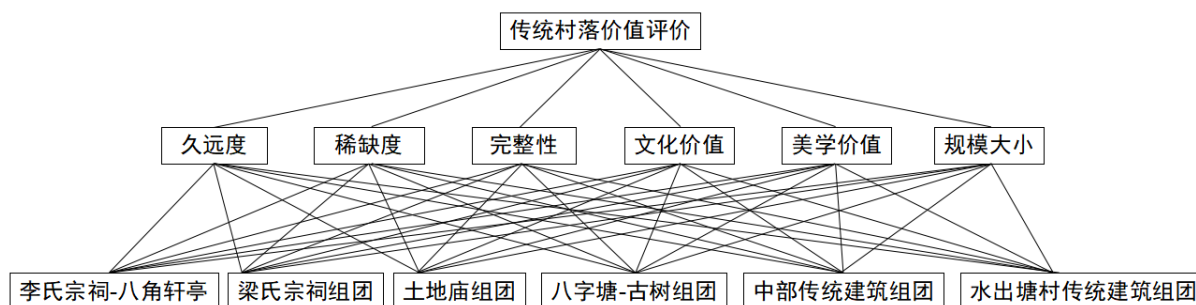 传统村落价值评价
久远度 稀缺度 完整性 文化价值 美学价值 规模大小
李氏宗祠-八角轩亭 梁氏宗祠组团 土地庙组团 八字塘-古树组团 中部传统建筑组团 水出塘村传统建筑组团